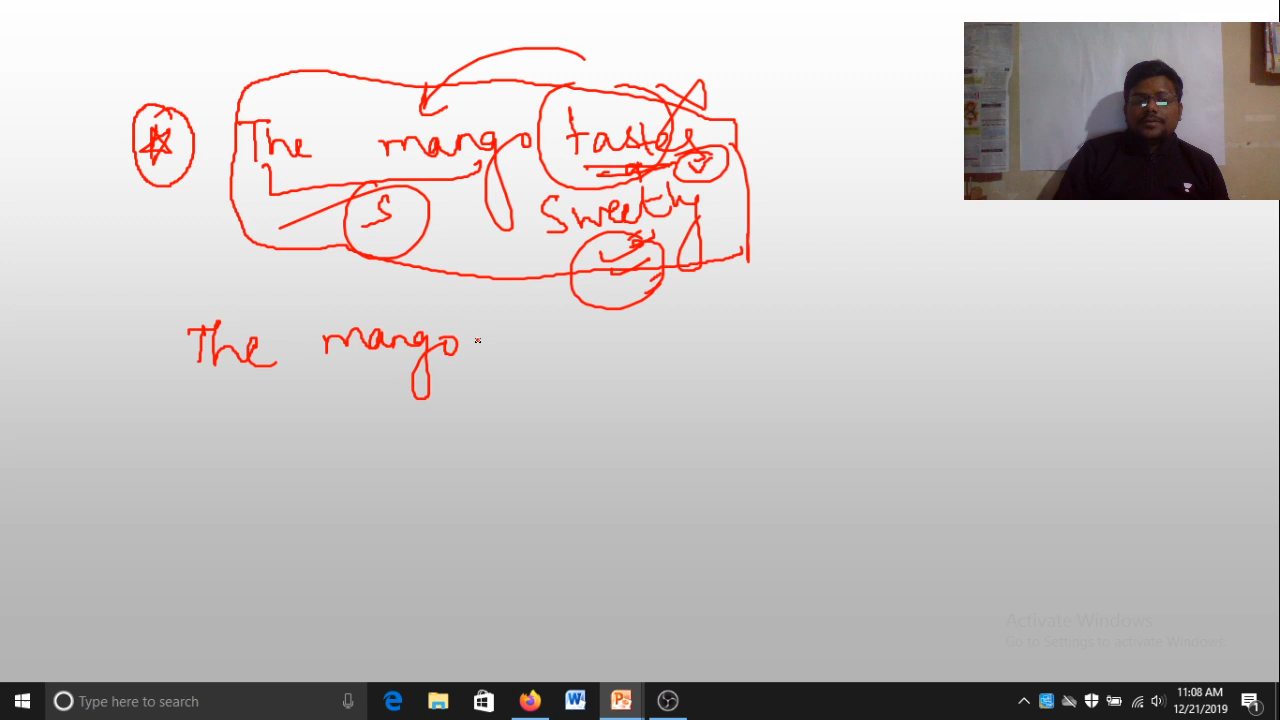 The mango tastes
S
Sweetly
The mango
Activate Windows
Go to Settings to activate Windows
Type here to search
11:08 AM
12/21/2019